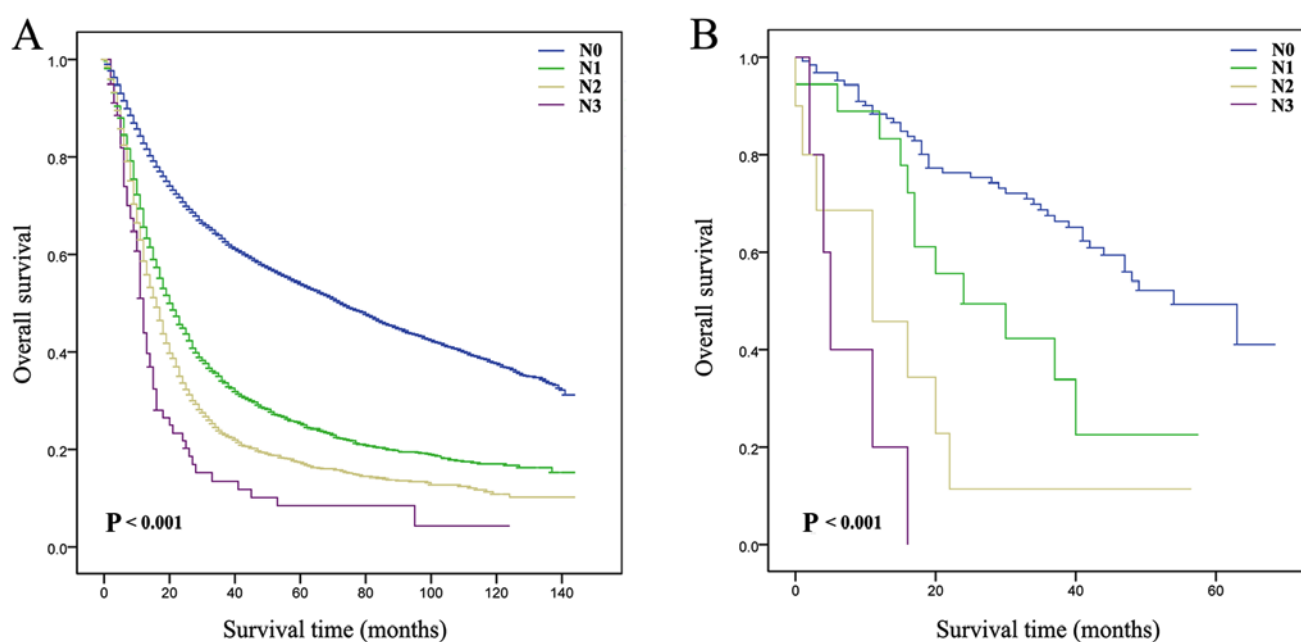 A
N0
N1
N2
N3
1.0
0.8
0.6
0.4
0.2
0.0
Overall survival
P < 0.001
0 20 40 60 80 100 120 140
Survival time (months)
B
N0
N1
N2
N3
1.0
0.8
0.6
0.4
0.2
0.0
Overall survival
P < 0.001
0 20 40 60
Survival time (months)